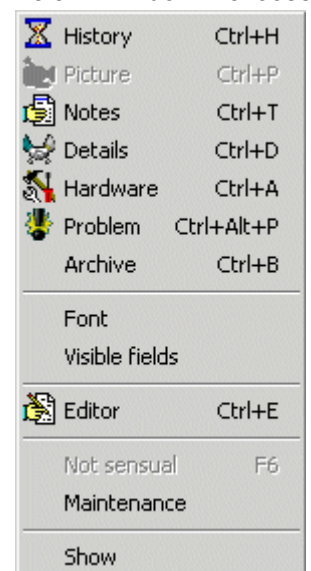 History Ctrl+H
Picture Ctrl+P
Notes Ctrl+T
Details Ctrl+D
Hardware Ctrl+A
Problem Ctrl+Alt+P
Archive Ctrl+B
Font
Visible fields
Editor Ctrl+E
Not sensual F6
Maintenance
Show